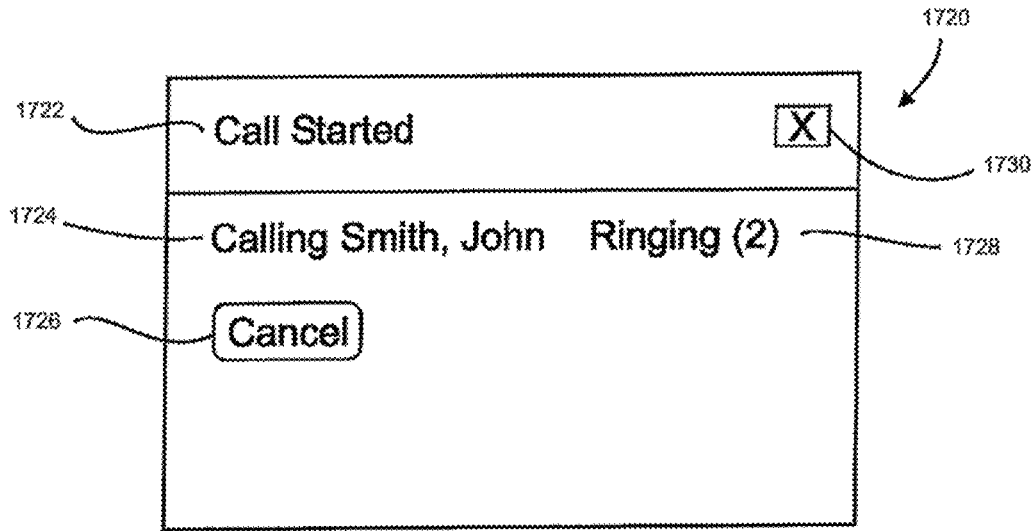 1720
1722 Call Started X
1730
1724 Calling Smith, John Ringing (2) 1728
1726 Cancel